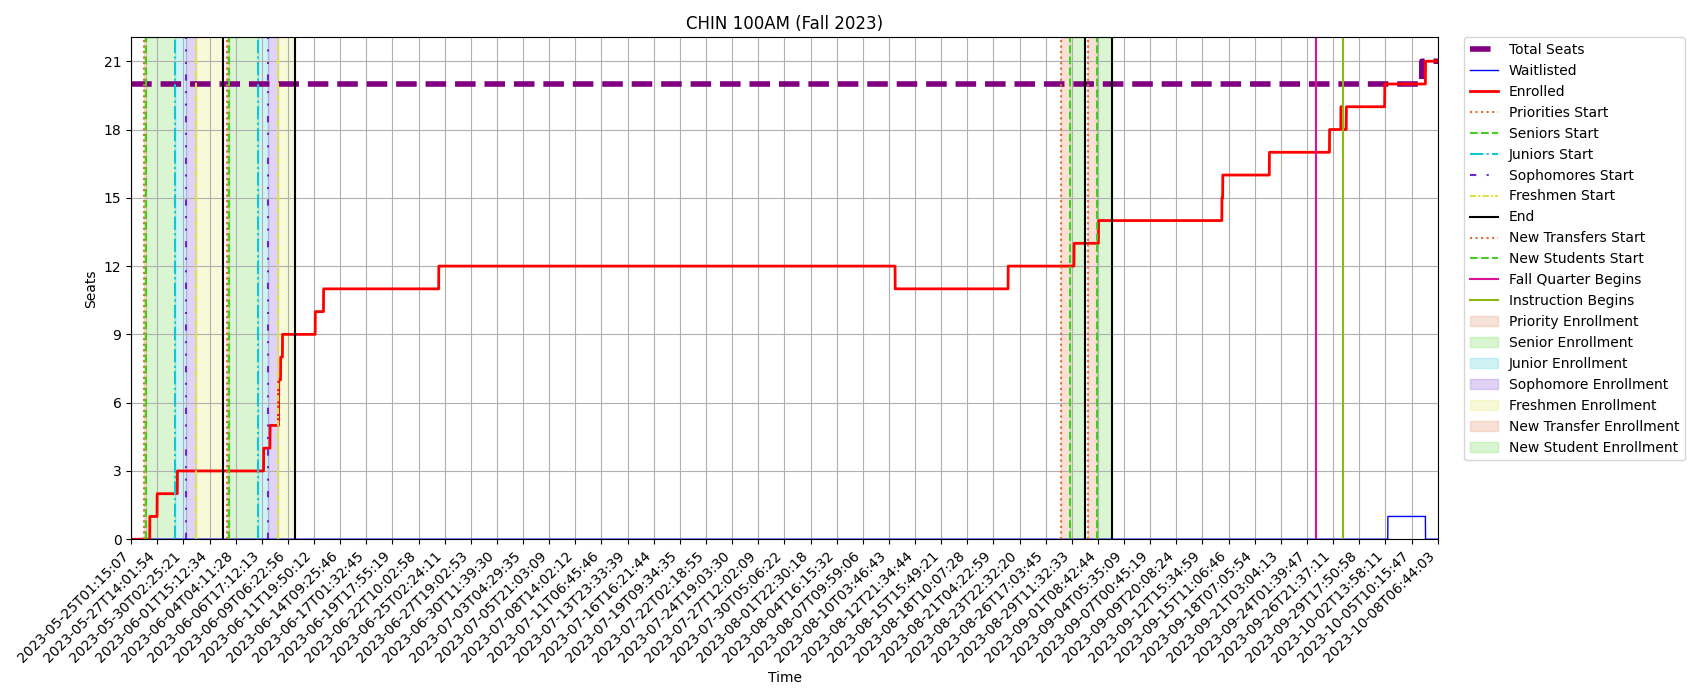 CHIN 100AM (Fall 2023)
Seats
21
18
15
12
9
6
3
0
2023-05-25T01:15:07
2023-05-27T14:01:54
2023-05-30T02:25:21
2023-06-01T15:12:34
2023-06-04T04:11:28
2023-06-06T17:12:13
2023-06-09T06:22:56
2023-06-11T19:50:12
2023-06-14T09:25:46
2023-06-17T01:32:45
2023-06-19T17:55:19
2023-06-22T10:02:58
2023-06-25T02:24:11
2023-06-27T19:02:53
2023-06-30T11:39:30
2023-07-03T04:29:35
2023-07-05T21:03:09
2023-07-08T14:02:12
2023-07-11T06:45:46
2023-07-13T23:33:39
2023-07-16T16:21:44
2023-07-19T09:34:35
2023-07-22T02:18:55
2023-07-24T19:03:30
2023-07-27T12:02:09
2023-07-30T05:06:22
2023-08-01T22:30:18
2023-08-04T16:15:32
2023-08-07T09:59:06
2023-08-10T03:46:43
2023-08-12T21:34:44
2023-08-15T15:49:21
2023-08-18T10:07:28
2023-08-21T04:22:59
2023-08-23T22:32:20
2023-08-26T17:03:45
2023-08-29T11:32:33
2023-09-01T08:42:44
2023-09-04T05:35:09
2023-09-07T00:45:19
2023-09-09T20:08:24
2023-09-12T15:34:59
2023-09-15T11:06:46
2023-09-18T07:05:54
2023-09-21T03:04:13
2023-09-24T01:39:47
2023-09-26T21:37:11
2023-09-29T17:50:58
2023-10-02T13:58:11
2023-10-05T10:15:47
2023-10-08T06:44:03
Time
Total Seats
Waitlisted
Enrolled
Priorities Start
Seniors Start
Juniors Start
Sophomores Start
Freshmen Start
End
New Transfers Start
New Students Start
Fall Quarter Begins
Instruction Begins
Priority Enrollment
Senior Enrollment
Junior Enrollment
Sophomore Enrollment
Freshmen Enrollment
New Transfer Enrollment
New Student Enrollment